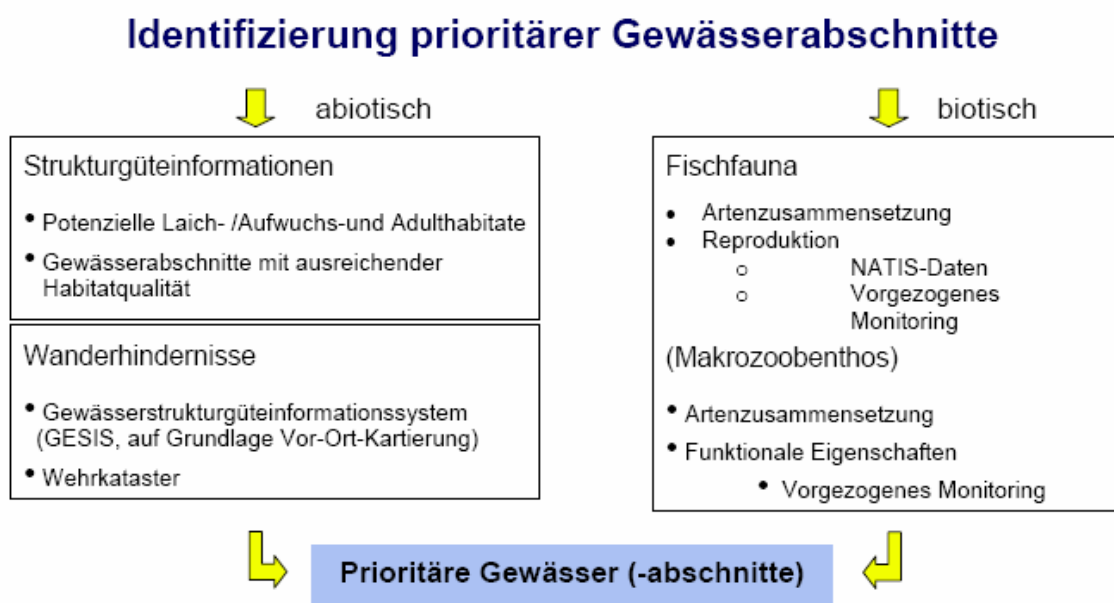 Identifizierung prioritärer Gewässerabschnitte
abiotisch
Strukturgüteinformationen
• Potenzielle Laich- /Aufwuchs-und Adulthabitate
• Gewässerabschnitte mit ausreichender
Habitatqualität
Wanderhindernisse
• Gewässerstrukturgüteinformationssystem
(GESIS, auf Grundlage Vor-Ort-Kartierung)
• Wehrkataster
biotisch
Fischfauna
• Artenzusammensetzung
• Reproduktion
o NATIS-Daten
o Vorgezogenes
Monitoring
(Makrozoobenthos)
• Artenzusammensetzung
• Funktionale Eigenschaften
• Vorgezogenes Monitoring
Prioritäre Gewässer (-abschnitte)